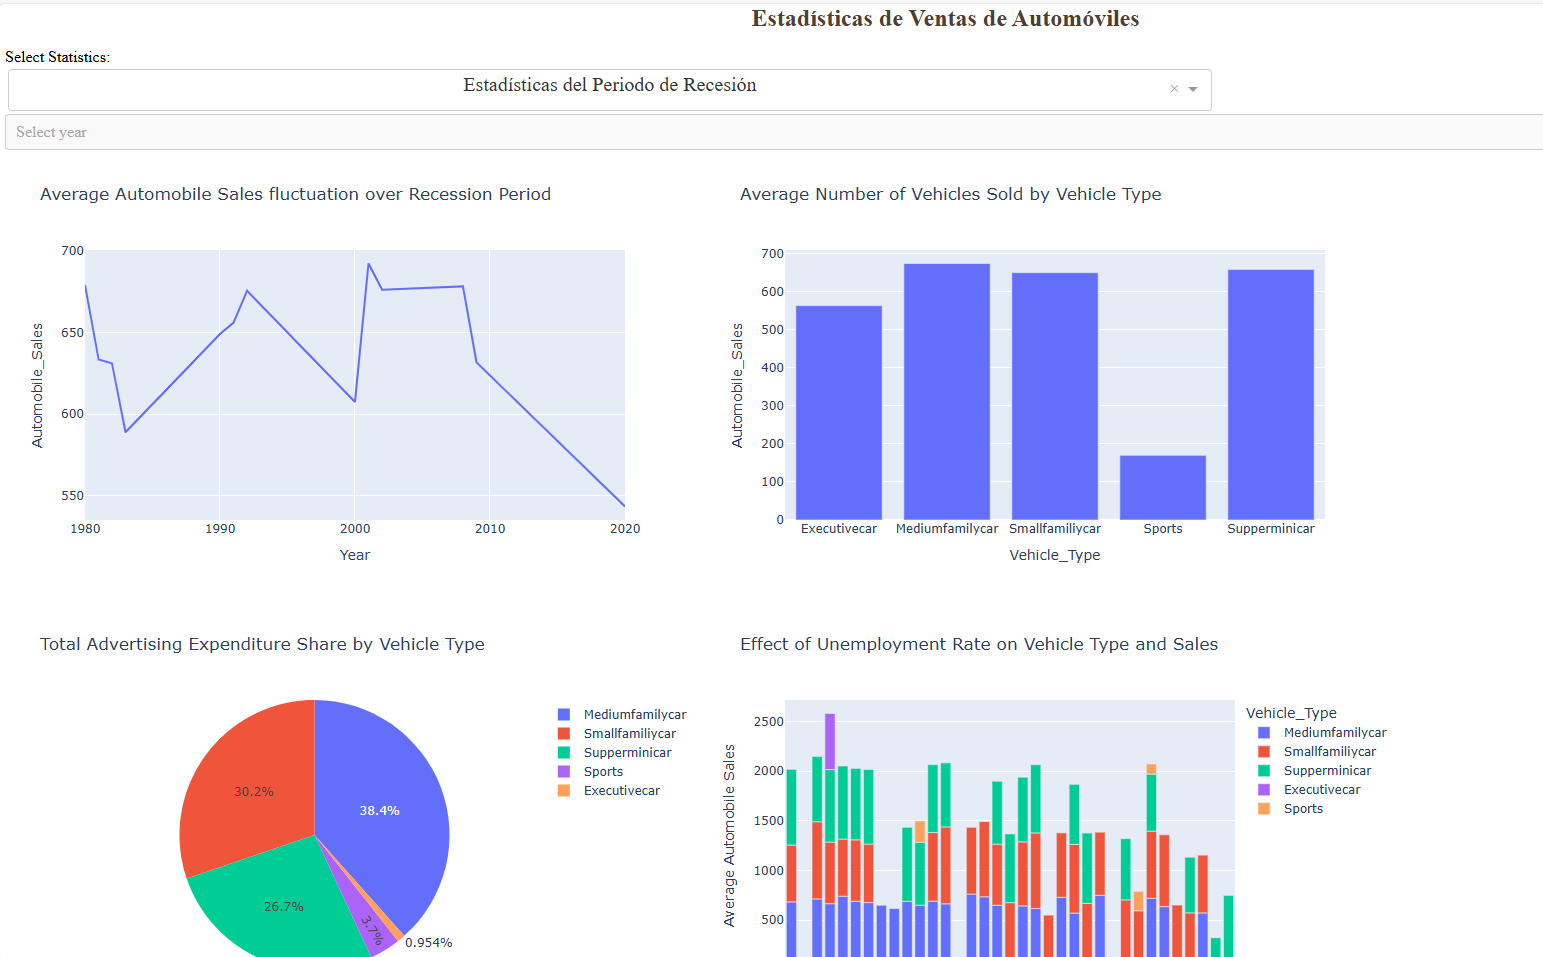 Estadísticas de Ventas de Automóviles
Select Statistics:
Estadísticas del Periodo de Recesión
×
Select year
Average Automobile Sales fluctuation over Recession Period
700
650
600
550
Automobile_Sales
1980 1990 2000 2010 2020
Year
Average Number of Vehicles Sold by Vehicle Type
700
600
500
400
300
200
100
0
Automobile_Sales
Executivecar Mediumfamilycar Smallfamiliycar Sports Supperminicar
Vehicle_Type
Total Advertising Expenditure Share by Vehicle Type
30.2%
38.4%
26.7%
3.7%
0.954%
Mediumfamilycar
Smallfamiliycar
Supperminicar
Sports
Executivecar
Effect of Unemployment Rate on Vehicle Type and Sales
2500
2000
1500
1000
500
Average Automobile Sales
Vehicle_Type
Mediumfamilycar
Smallfamiliycar
Supperminicar
Executivecar
Sports